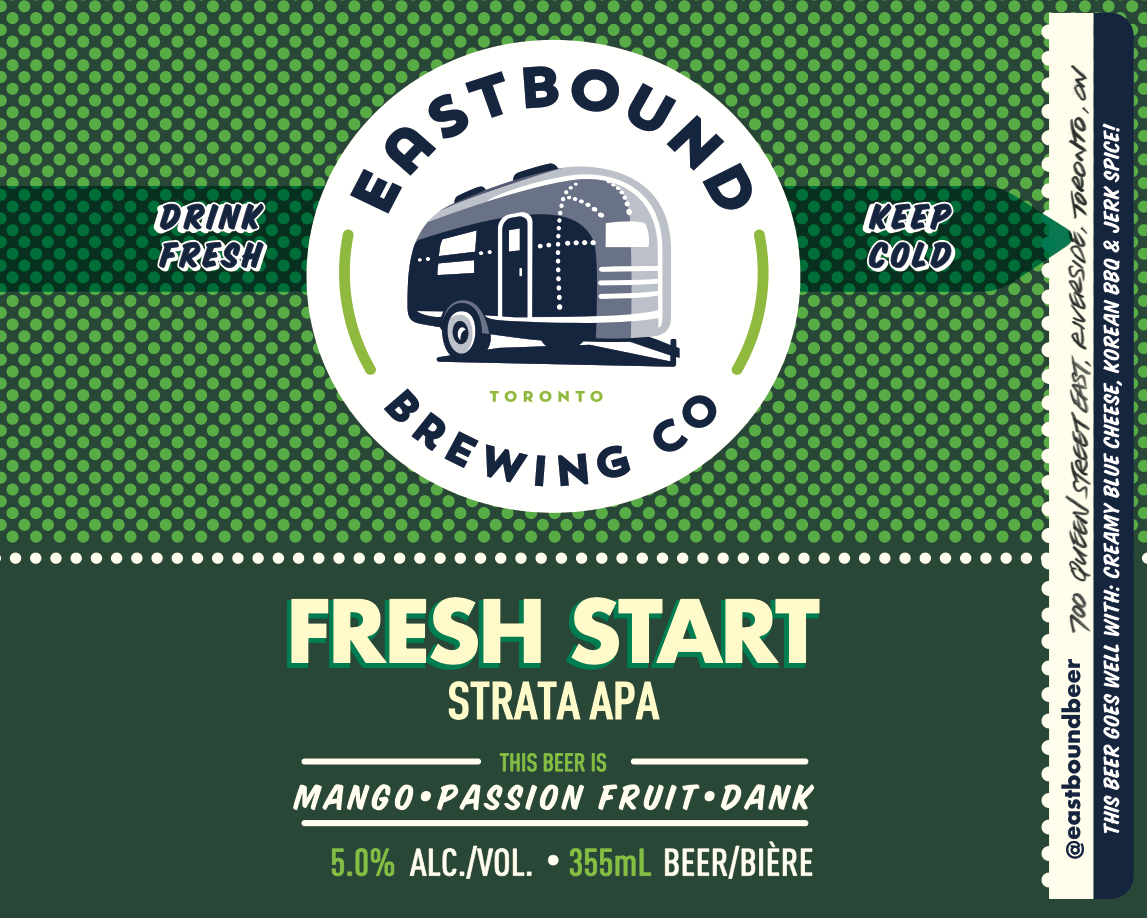 EASTBOUND
DRINK
FRESH
KEEP
COLD
TORONTO
BREWING CO
FRESH START
STRATA APA
THIS BEER IS
MANGO•PASSION FRUIT•DANK
5.0% ALC./VOL. • 355mL BEER/BIÈRE
@eastboundbeer 700 QUEEN STREET EAST, RIVERSIDE, TORONTO, ON
THIS BEER GOES WELL WITH: CREAMY BLUE CHEESE, KOREAN BBQ & JERK SPICE!